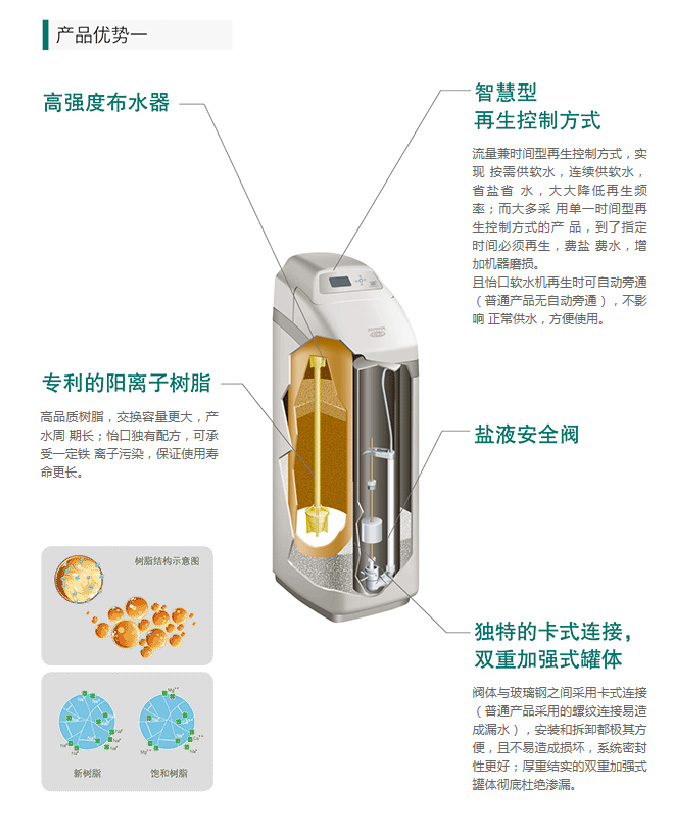 产品优势一
高强度布水器
智慧型
再生控制方式
流量兼时间型再生控制方式，实
现 按需供软水，连续供软水，
省盐省 水，大大降低再生频
率；而大多采 用单一时间型再
生控制方式的产 品，到了指定
时间必须再生，费盐 费水，增
加机器磨损。
且怡口软水机再生时可自动旁通
（普通产品无自动旁通），不影
响 正常供水，方便使用。
专利的阳离子树脂
高品质树脂，交换容量更大，产
水周 期长；怡口独有配方，可承
受一定铁 离子污染，保证使用寿
命更长。
盐液安全阀
树脂结构示意图
独特的卡式连接，
双重加强式罐体
阀体与玻璃钢之间采用卡式连接
（普通产品采用的螺纹连接易造
成漏水），安装和拆卸都极其方
便，且不易造成损坏，系统密封
性更好；厚重结实的双重加强式
罐体彻底杜绝渗漏。
新树脂
饱和树脂